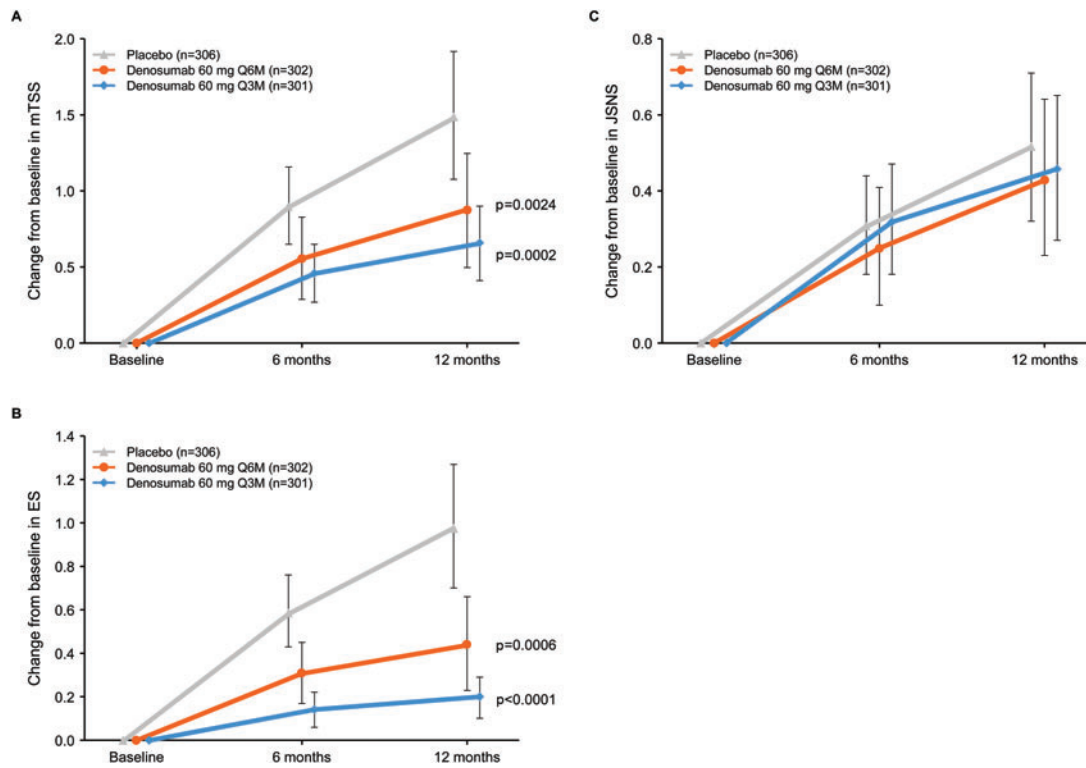 A
Change from baseline in mTSS
2.0
1.5
1.0
0.5
0.0
Placebo (n=306)
Denosumab 60 mg Q6M (n=302)
Denosumab 60 mg Q3M (n=301)
p=0.0024
p=0.0002
Baseline
6 months
12 months
C
Change from baseline in JSNS
0.8
0.6
0.4
0.2
0.0
Placebo (n=306)
Denosumab 60 mg Q6M (n=302)
Denosumab 60 mg Q3M (n=301)
Baseline
6 months
12 months
B
Change from baseline in ES
1.4
1.2
1.0
0.8
0.6
0.4
0.2
0.0
Placebo (n=306)
Denosumab 60 mg Q6M (n=302)
Denosumab 60 mg Q3M (n=301)
p=0.0006
p<0.0001
Baseline
6 months
12 months